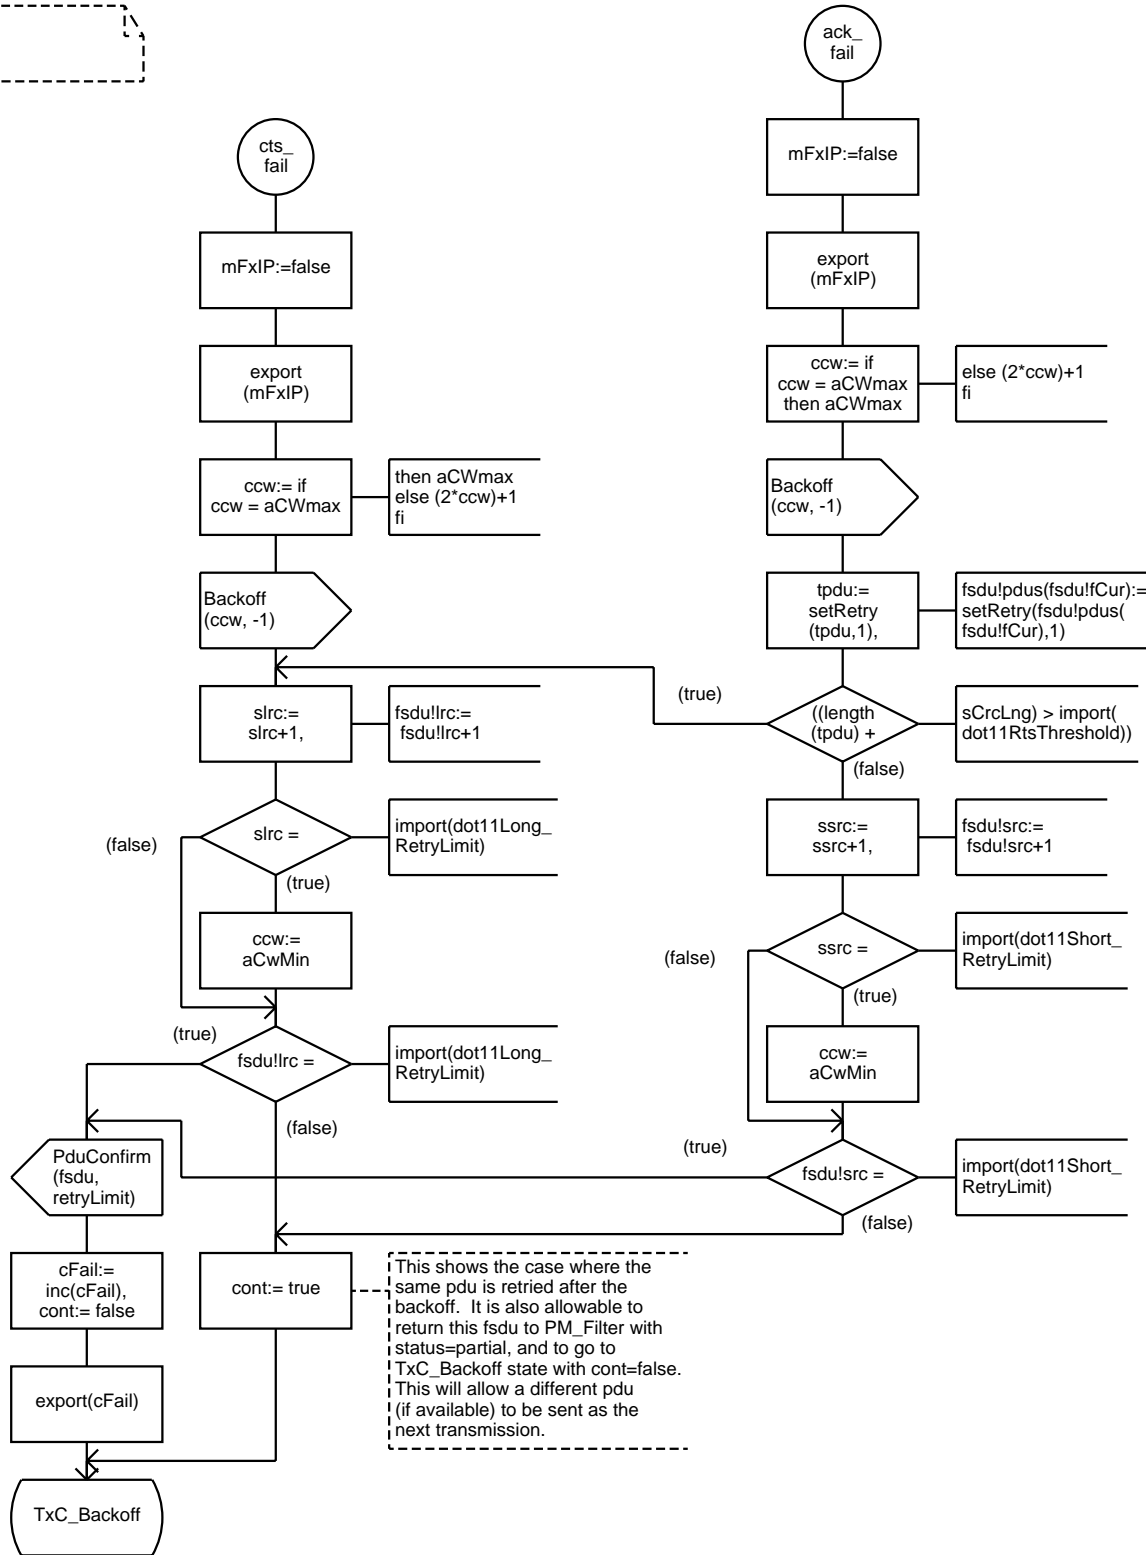 cts_
fail
mFxIP:=false
export
(mFxIP)
ccw:= if
ccw = aCWmax
then aCWmax
else (2*ccw)+1
fi
Backoff
(ccw, -1)
slrc:=
slrc+1,
fsdu!lrc:=
fsdu!lrc+1
slrc =
import(dot11Long_
RetryLimit)
(false)
(true)
ccw:=
aCwMin
(true)
fsdu!lrc =
import(dot11Long_
RetryLimit)
(false)
PduConfirm
(fsdu,
retryLimit)
cFail:=
inc(cFail),
cont:= false
export(cFail)
TxC_Backoff
cont:= true
This shows the case where the
same pdu is retried after the
backoff.  It is also allowable to
return this fsdu to PM_Filter with
status=partial, and to go to
TxC_Backoff state with cont=false.
This will allow a different pdu
(if available) to be sent as the
next transmission.
ack_
fail
mFxIP:=false
export
(mFxIP)
ccw:= if
ccw = aCWmax
then aCWmax
else (2*ccw)+1
fi
Backoff
(ccw, -1)
tpdu:=
setRetry
(tpdu,1),
fsdu!pdus(fsdu!fCur):=
setRetry(fsdu!pdus(
fsdu!fCur),1)
(true)
((length
(tpdu) +
sCrcLng) > import(
dot11RtsThreshold))
(false)
ssrc:=
ssrc+1,
fsdu!src:=
fsdu!src+1
ssrc =
import(dot11Short_
RetryLimit)
(false)
(true)
ccw:=
aCwMin
(true)
fsdu!src =
import(dot11Short_
RetryLimit)
(false)